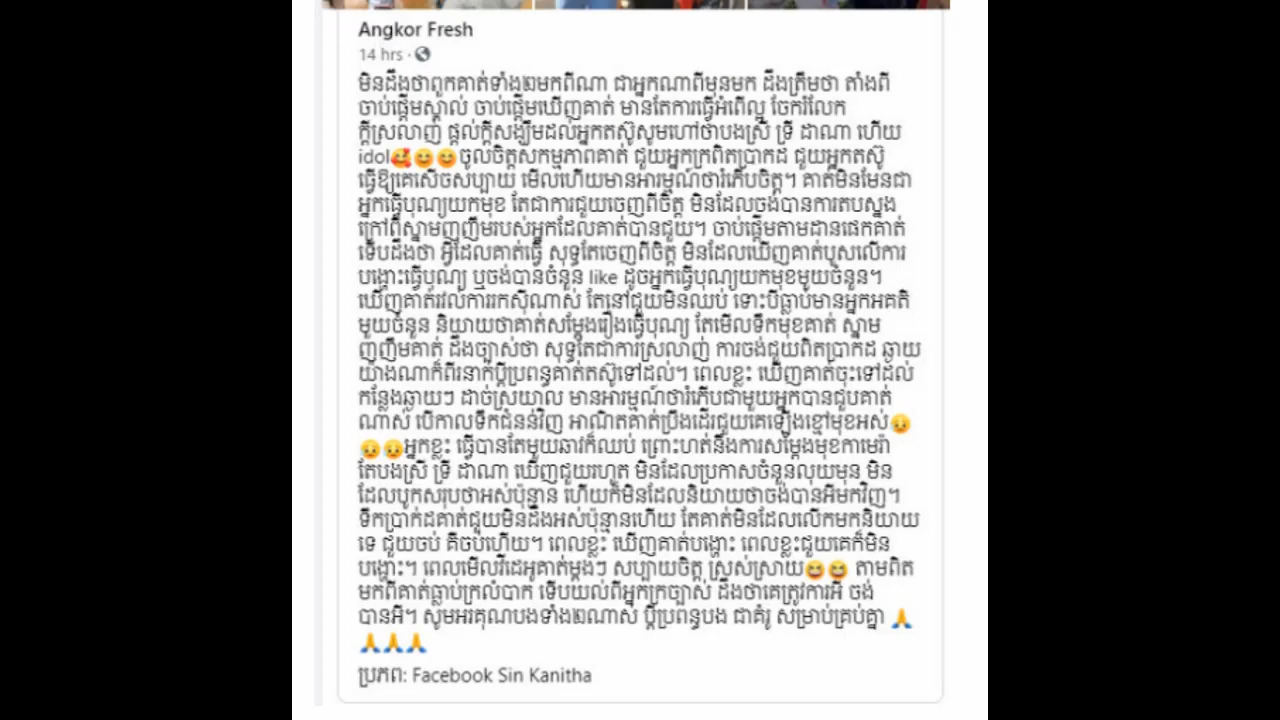 Angkor Fresh
14 hrs ·
មិនដឹងថាពួកគាត់ទាំង២មកពីណា ជាអ្នកណាពីមុនមក ដឹងត្រឹមថា តាំងពី
ចាប់ផ្តើមស្គាល់ ចាប់ផ្តើមឃើញគាត់ មានតែការធ្វើអំពើល្អ ចែករំលែក
ក្តីស្រលាញ់ ផ្តល់ក្តីសង្ឃឹមដល់អ្នកតស៊ូសូមហៅថាបងស្រី ទ្រី ដាណា ហើយ
idol🥰😊😊ចូលចិត្តសកម្មភាពគាត់ ជួយអ្នកក្រពិតប្រាកដ ជួយអ្នកតស៊ូ
ធ្វើឱ្យគេសើចសប្បាយ មើលហើយមានអារម្មណ៍ថារំភើបចិត្ត។ គាត់មិនមែនជា
អ្នកធ្វើបុណ្យយកមុខ តែជាការជួយចេញពីចិត្ត មិនដែលចង់បានការតបស្នង
ក្រៅពីស្នាមញញឹមរបស់អ្នកដែលគាត់បានជួយ។ ចាប់ផ្តើមតាមដានផេកគាត់
ទើបដឹងថា អ្វីដែលគាត់ធ្វើ សុទ្ធតែចេញពីចិត្ត មិនដែលឃើញគាត់បូសលើការ
បង្ហោះធ្វើបុណ្យ ឬចង់បានចំនួន like ដូចអ្នកធ្វើបុណ្យយកមុខមួយចំនួន។
ឃើញគាត់រវល់ការរកស៊ីណាស់ តែនៅជួយមិនឈប់ ទោះបីធ្លាប់មានអ្នកអគតិ
មួយចំនួន និយាយថាគាត់សម្តែងរឿងធ្វើបុណ្យ តែមើលទឹកមុខគាត់ ស្នាម
ញញឹមគាត់ ដឹងច្បាស់ថា សុទ្ធតែជាការស្រលាញ់ ការចង់ជួយពិតប្រាកដ ឆ្ងាយ
យ៉ាងណាក៏ពីរនាក់ប្តីប្រពន្ធគាត់តស៊ូទៅដល់។ ពេលខ្លះ ឃើញគាត់ចុះទៅដល់
កន្លែងឆ្ងាយៗ ដាច់ស្រយាល មានអារម្មណ៍ថារំភើបជាមួយអ្នកបានជួបគាត់
ណាស់ បើកាលទឹកជំនន់វិញ អាណិតគាត់ប្រឹងដើរជួយគេឡើងខ្មៅមុខអស់😥
😥😥អ្នកខ្លះ ធ្វើបានតែមួយឆាវក៏ឈប់ ព្រោះហត់នឹងការសម្តែងមុខកាមេរ៉ា
តែបងស្រី ទ្រី ដាណា ឃើញជួយរហូត មិនដែលប្រកាសចំនួនលុយមុន មិន
ដែលបូកសរុបថាអស់ប៉ុន្មាន ហើយក៏មិនដែលនិយាយថាចង់បានអីមកវិញ។
ទឹកប្រាក់ដគាត់ជួយមិនដឹងអស់ប៉ុន្មានហើយ តែគាត់មិនដែលលើកមកនិយាយ
ទេ ជួយចប់ គឺចប់ហើយ។ ពេលខ្លះ ឃើញគាត់បង្ហោះ ពេលខ្លះជួយគេក៏មិន
បង្ហោះ។ ពេលមើលវីដេអូគាត់ម្តងៗ សប្បាយចិត្ត ស្រស់ស្រាយ😆😆 តាមពិត
មកពីគាត់ធ្លាប់ក្រលំបាក ទើបយល់ពីអ្នកក្រច្បាស់ ដឹងថាគេត្រូវការអី ចង់
បានអី។ សូមអរគុណបងទាំង២ណាស់ ប្តីប្រពន្ធបង ជាគំរូ សម្រាប់គ្រប់គ្នា 🙏
🙏🙏🙏
ប្រភព: Facebook Sin Kanitha